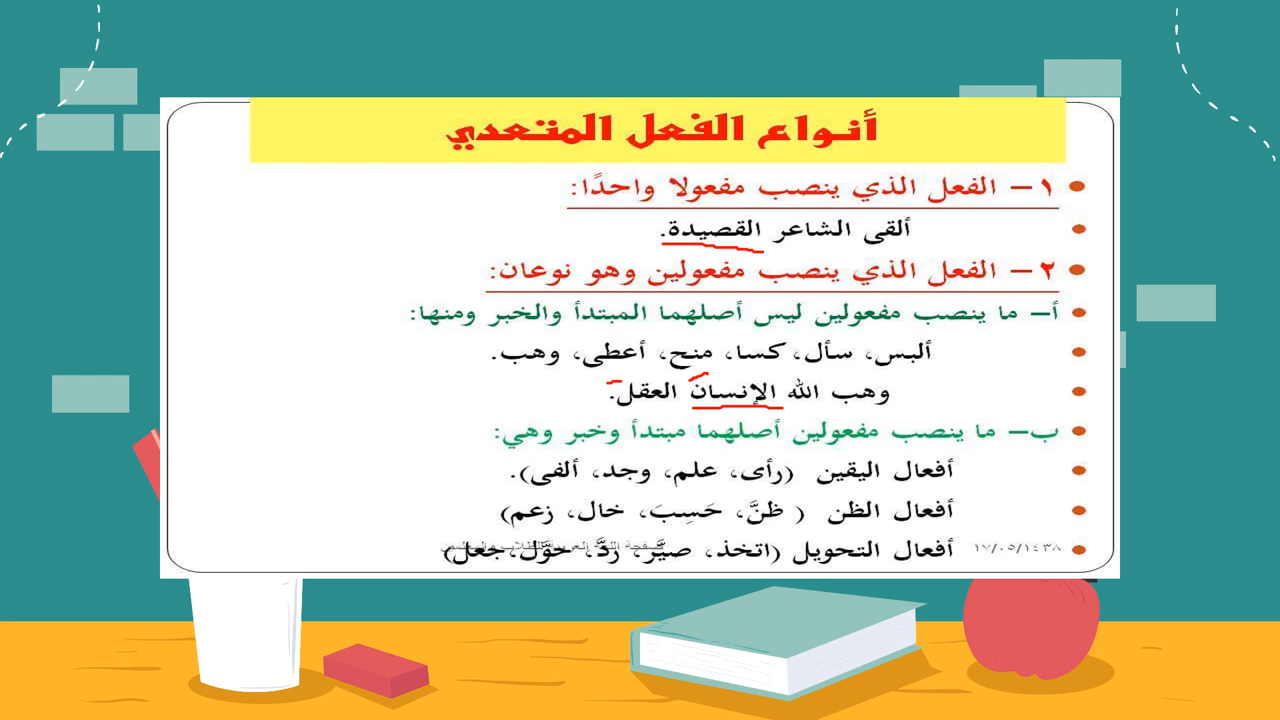 أنواع الفعل المتعدي
١ – الفعل الذي ينصب مفعولا واحدًا:
ألقى الشاعر القصيدة.
٢ – الفعل الذي ينصب مفعولين وهو نوعان:
أ– ما ينصب مفعولين ليس أصلهما المبتدأ والخبر ومنها:
ألبس، سأل، كسا، منح، أعطى، وهب.
وهب الله الإنسان العقل.
ب– ما ينصب مفعولين أصلهما مبتدأ وخبر وهي:
أفعال اليقين (رأى، علم، وجد، ألفى).
أفعال الظن ( ظنَّ، حَسِبَ، خال، زعم)
أفعال التحويل (اتخذ، صيَّر، ردَّ، حوَّل،جعل)
١٧/٠٥/١٤٣٨